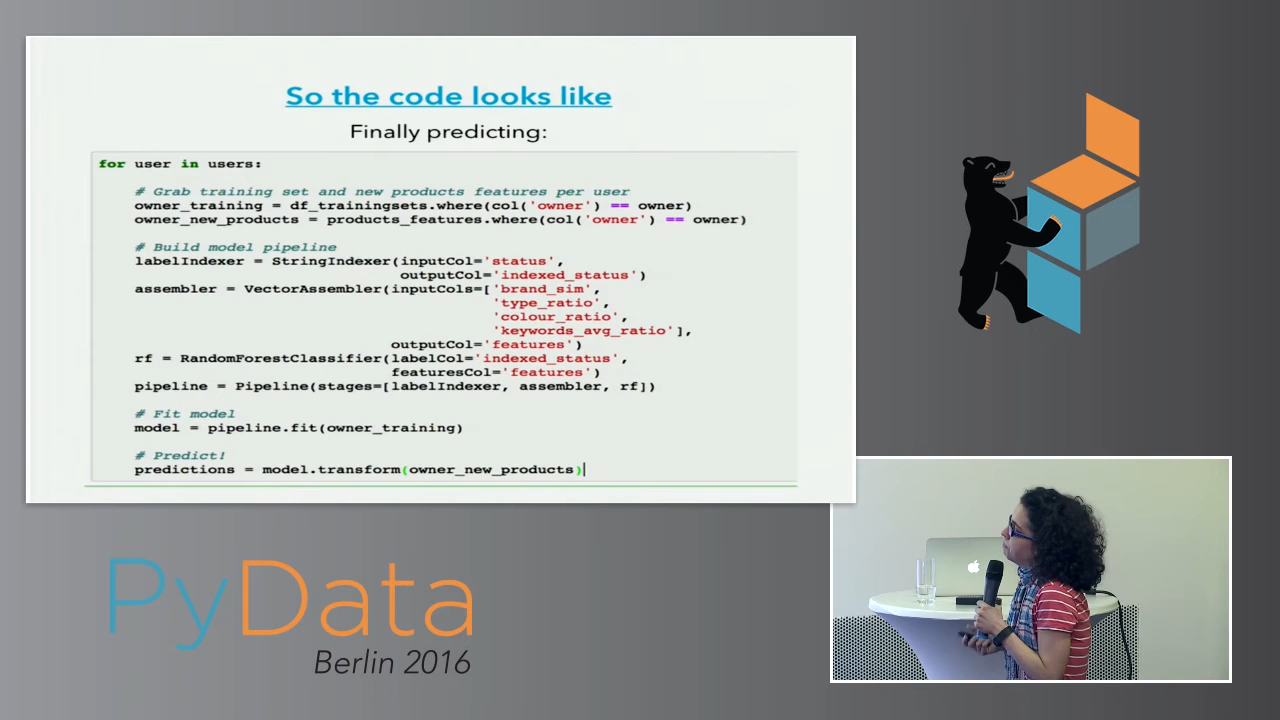 So the code looks like
Finally predicting:
for user in users:
# Grab training set and new products features per user
owner_training = df_trainingsets.where(col('owner') == owner)
owner_new_products = products_features.where(col('owner') == owner)
# Build model pipeline
labelIndexer = StringIndexer(inputCol='status',
outputCol='indexed_status')
assembler = VectorAssembler(inputCols=['brand_sim',
'type_ratio',
'colour_ratio',
'keywords_avg_ratio'],
outputCol='features')
rf = RandomForestClassifier(labelCol='indexed_status',
featuresCol='features')
pipeline = Pipeline(stages=[labelIndexer, assembler, rf])
# Fit model
model = pipeline.fit(owner_training)
# Predict!
predictions = model.transform(owner_new_products)
PyData
Berlin 2016